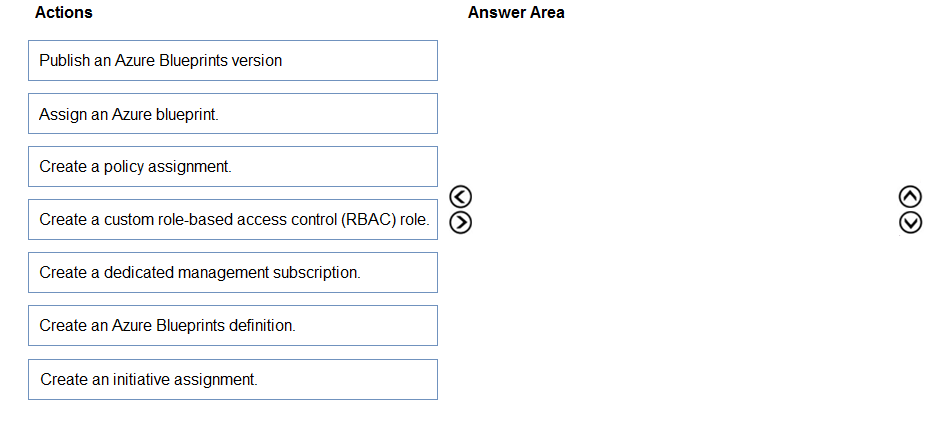 Actions
Answer Area
Publish an Azure Blueprints version
Assign an Azure blueprint.
Create a policy assignment.
Create a custom role-based access control (RBAC) role.
Create a dedicated management subscription.
Create an Azure Blueprints definition.
Create an initiative assignment.